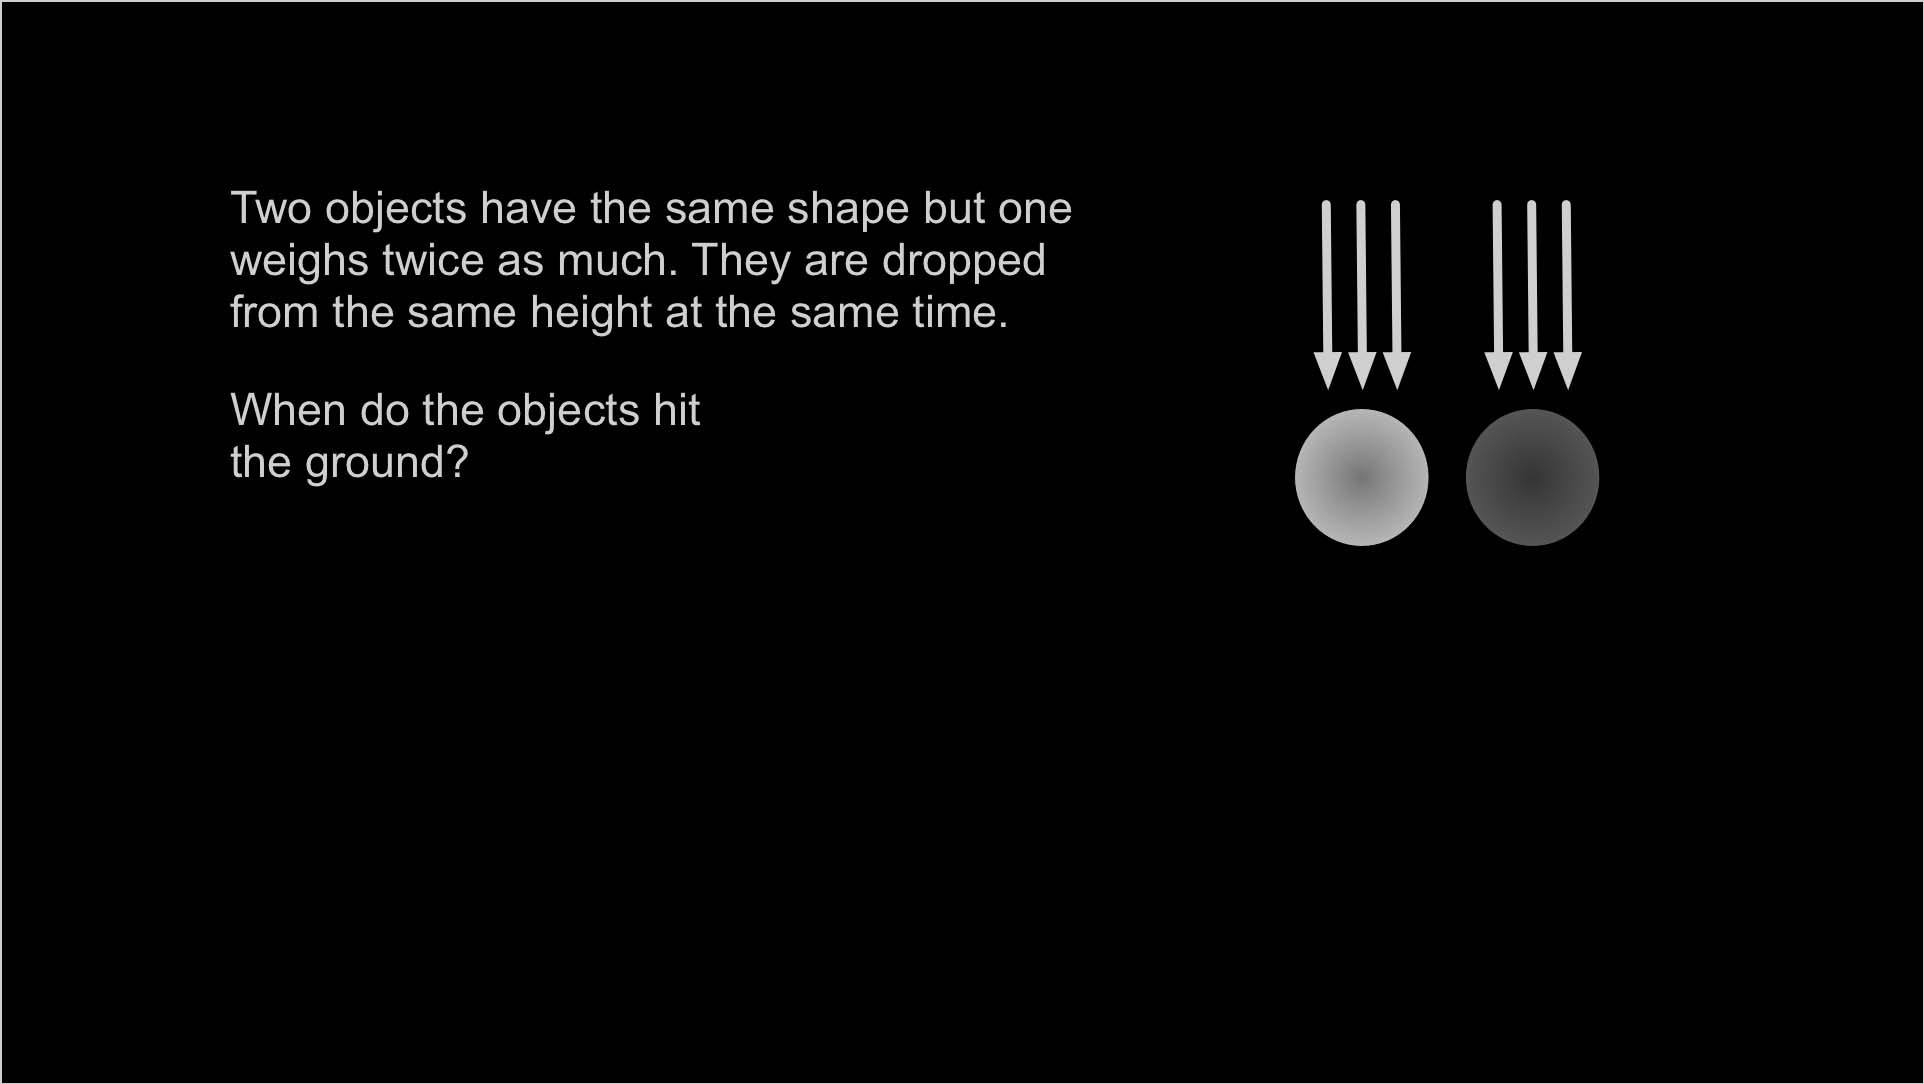 Two objects have the same shape but one
weighs twice as much. They are dropped
from the same height at the same time.
When do the objects hit
the ground?